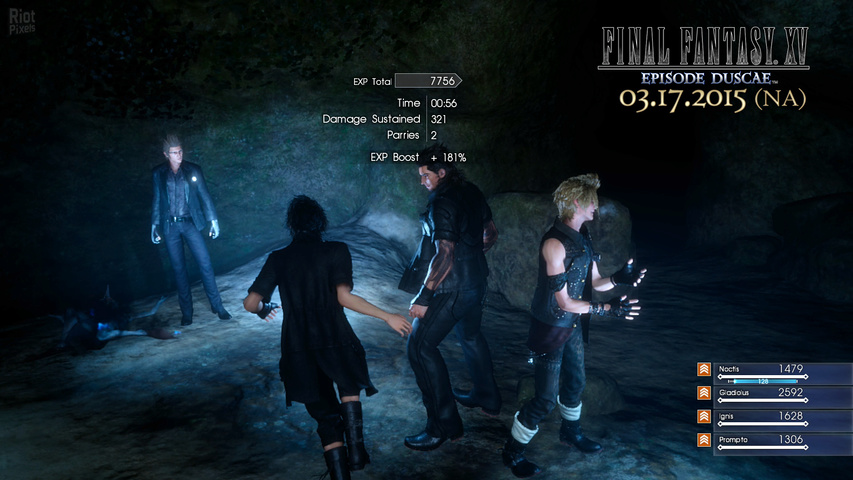 Riot
Pixels
FINAL FANTASY XV
EPISODE DUSCAE™
03.17.2015 (NA)
EXP Total 7756
Time 00:56
Damage Sustained 321
Parries 2
EXP Boost + 181%
Noctis 1479
128
Gladiolus 2592
Ignis 1628
Prompto 1306